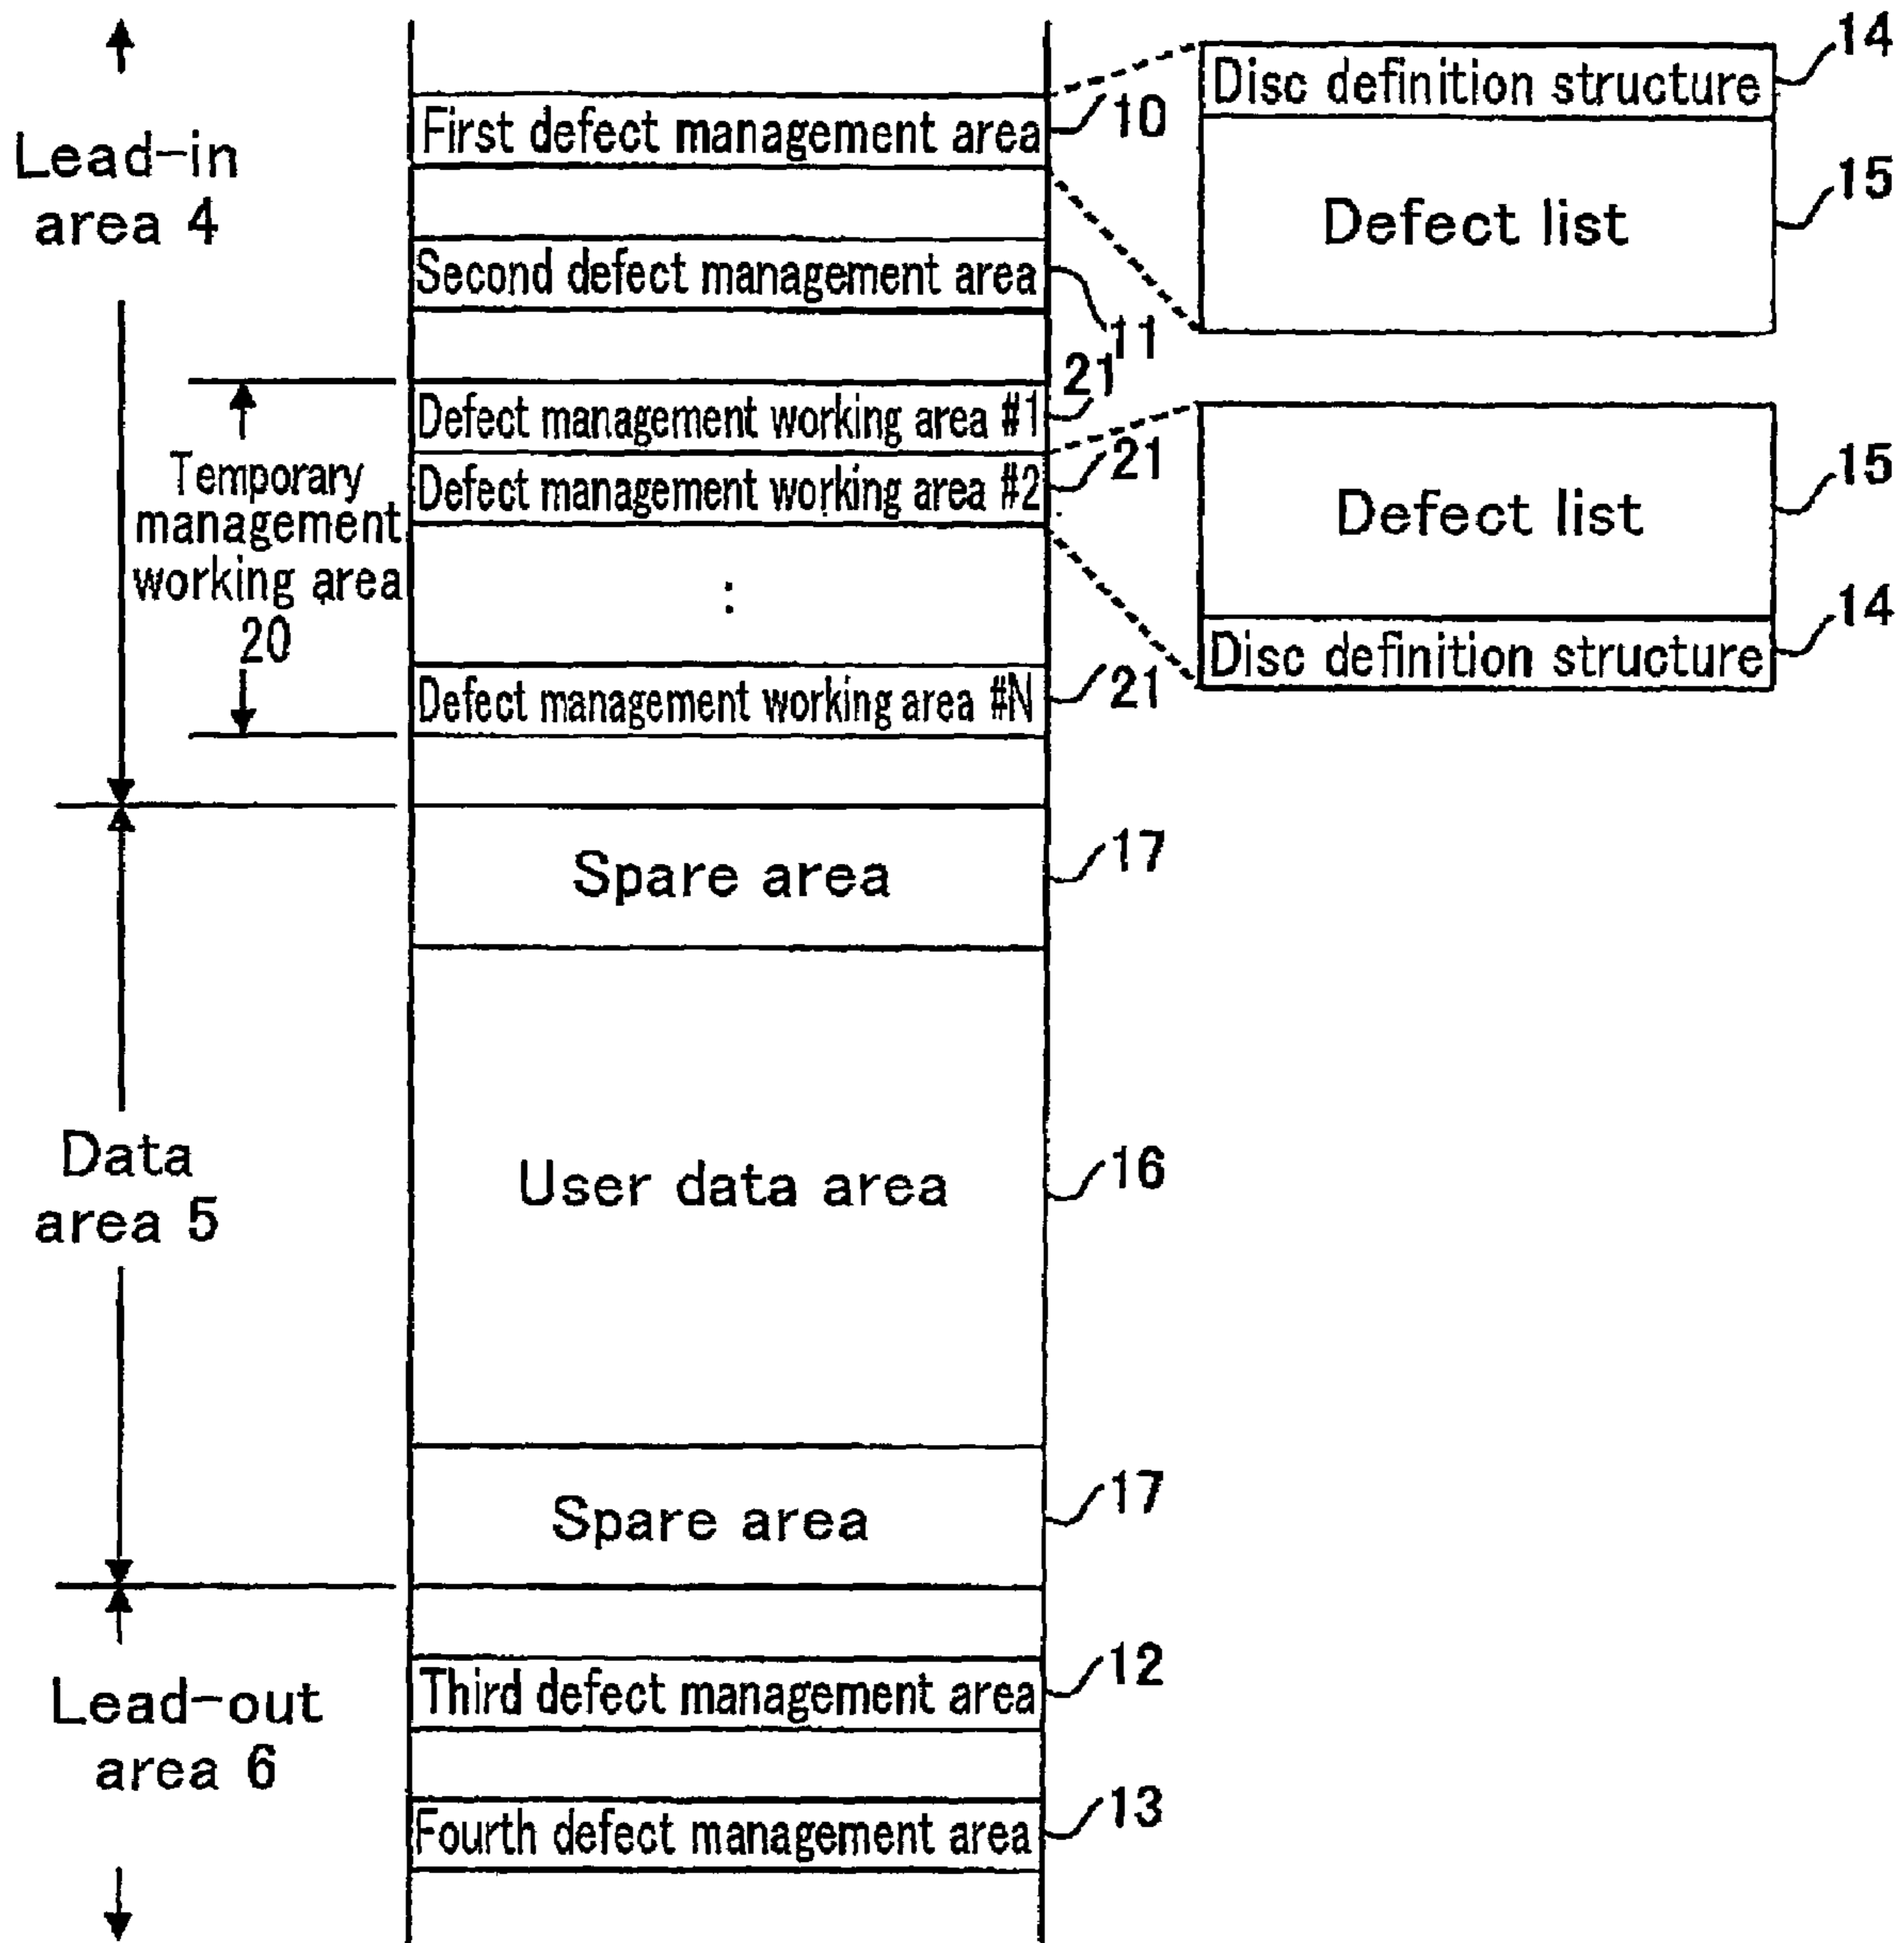 14
Disc definition structure
First defect management area
10
Lead-in
area 4
15
Defect list
Second defect management area
11
21
Defect management working area #1
Temporary
management
working area
20
Defect management working area #2
21
15
Defect list
:
14
Disc definition structure
Defect management working area #N
21
Spare area
17
Data
area 5
User data area
16
Spare area
17
Lead-out
area 6
Third defect management area
12
Fourth defect management area
13